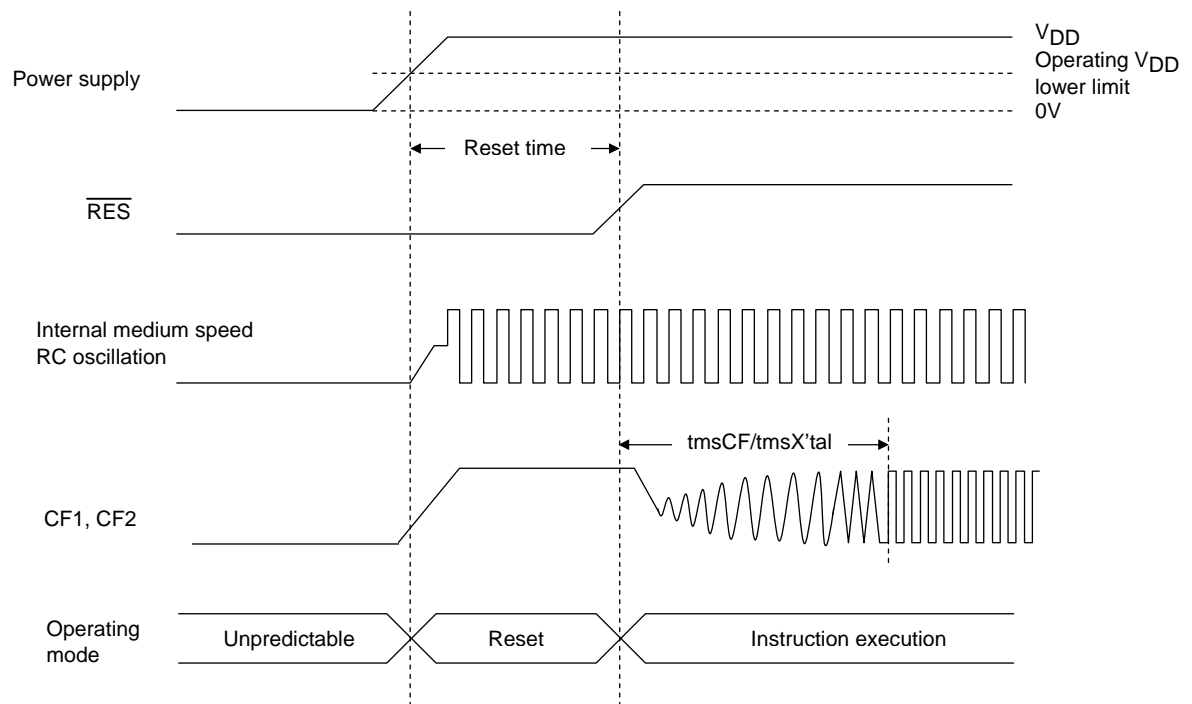 VDD
Operating VDD
lower limit
0V
Power supply
Reset time
RES
Internal medium speed
RC oscillation
tmsCF/tmsX'tal
CF1, CF2
Operating
mode
Unpredictable
Reset
Instruction execution